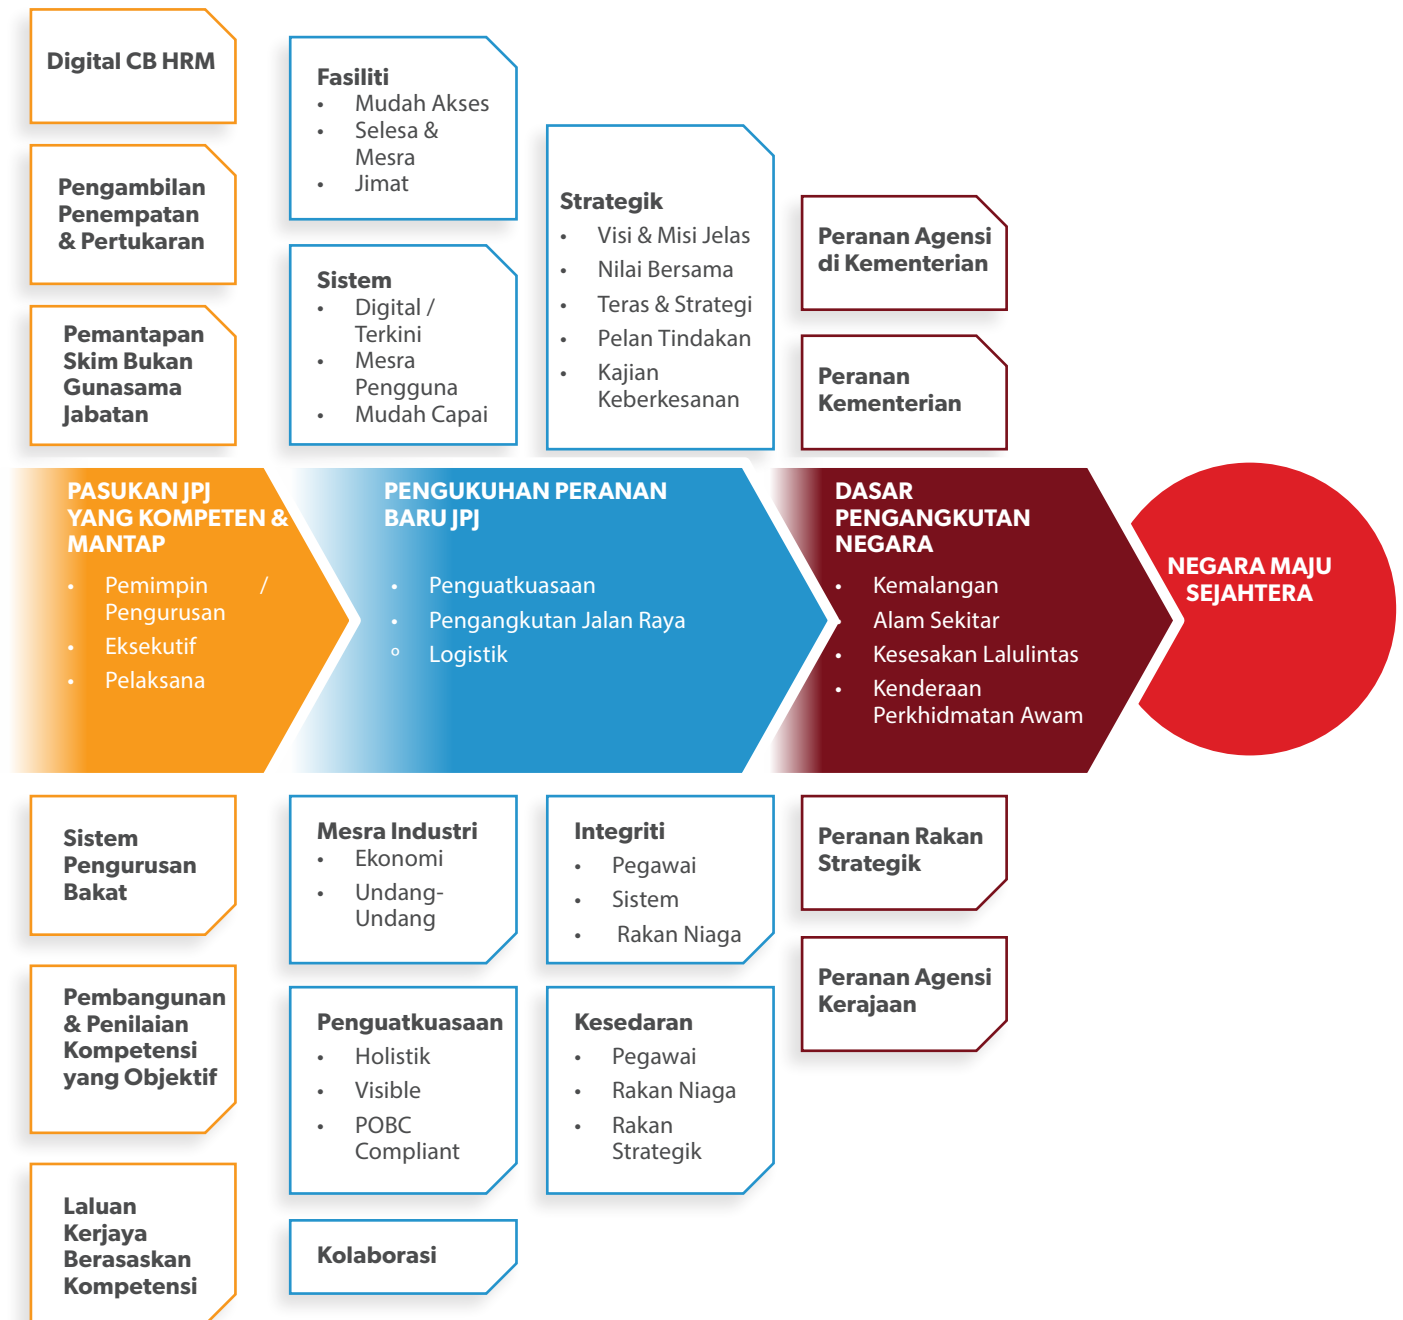 Digital CB HRM
Pengambilan
Penempatan
& Pertukaran
Pemantapan
Skim Bukan
Gunasama
Jabatan
Fasiliti
• Mudah Akses
• Selesa &
Mesra
• Jimat
Sistem
• Digital /
Terkini
• Mesra
Pengguna
• Mudah Capai
Strategik
• Visi & Misi Jelas
• Nilai Bersama
• Teras & Strategi
• Pelan Tindakan
• Kajian
Keberkesanan
Peranan Agensi
di Kementerian
Peranan
Kementerian
PASUKAN JPJ
YANG KOMPETEN &
MANTAP
• Pemimpin /
Pengurusan
• Eksekutif
• Pelaksana
PENGUKUHAN PERANAN
BARU JPJ
• Penguatkuasaan
• Pengangkutan Jalan Raya
º Logistik
DASAR
PENGANGKUTAN
NEGARA
• Kemalangan
• Alam Sekitar
• Kesesakan Lalulintas
• Kenderaan
Perkhidmatan Awam
NEGARA MAJU
SEJAHTERA
Sistem
Pengurusan
Bakat
Pembangunan
& Penilaian
Kompetensi
yang Objektif
Laluan
Kerjaya
Berasaskan
Kompetensi
Mesra Industri
• Ekonomi
• Undang-
Undang
Penguatkuasaan
• Holistik
• Visible
• POBC
Compliant
Kolaborasi
Integriti
• Pegawai
• Sistem
• Rakan Niaga
Kesedaran
• Pegawai
• Rakan Niaga
• Rakan
Strategik
Peranan Rakan
Strategik
Peranan Agensi
Kerajaan